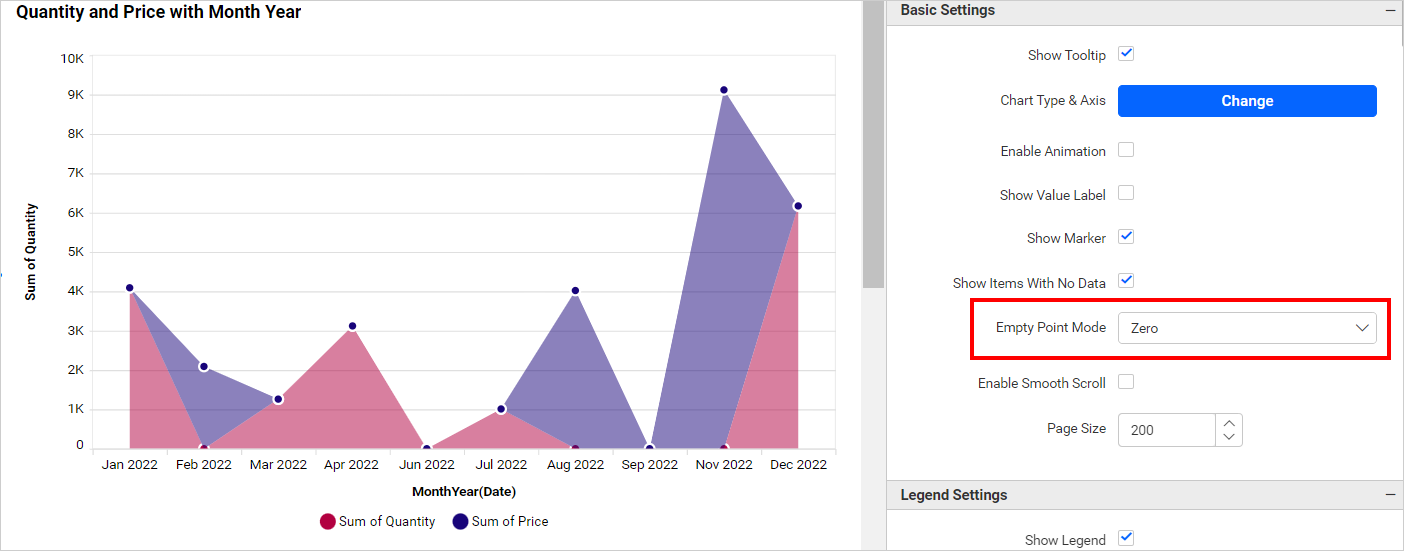 Quantity and Price with Month Year
10K
9K
8K
7K
6K
5K
4K
3K
2K
1K
0
Sum of Quantity
Jan 2022 Feb 2022 Mar 2022 Apr 2022 Jun 2022 Jul 2022 Aug 2022 Sep 2022 Nov 2022 Dec 2022
MonthYear(Date)
Sum of Quantity Sum of Price
Basic Settings
Show Tooltip
Chart Type & Axis Change
Enable Animation
Show Value Label
Show Marker
Show Items With No Data
Empty Point Mode Zero
Enable Smooth Scroll
Page Size 200
Legend Settings
Show Legend